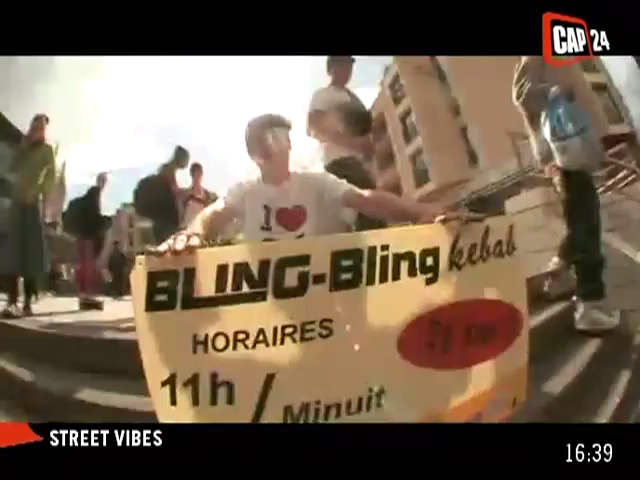 CAP 24
I
BLING-Bling kebab
HORAIRES
11h / Minuit
STREET VIBES
16:39